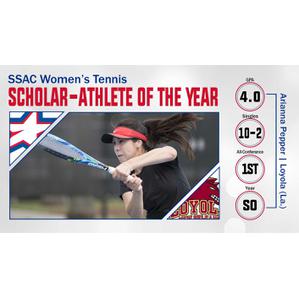 SSAC Women's Tennis
SCHOLAR-ATHLETE OF THE YEAR
GPA
4.0
Singles
10-2
All Conference
1ST
Year
SO
Arianna Pepper | Loyola (La.)
LOYOLA